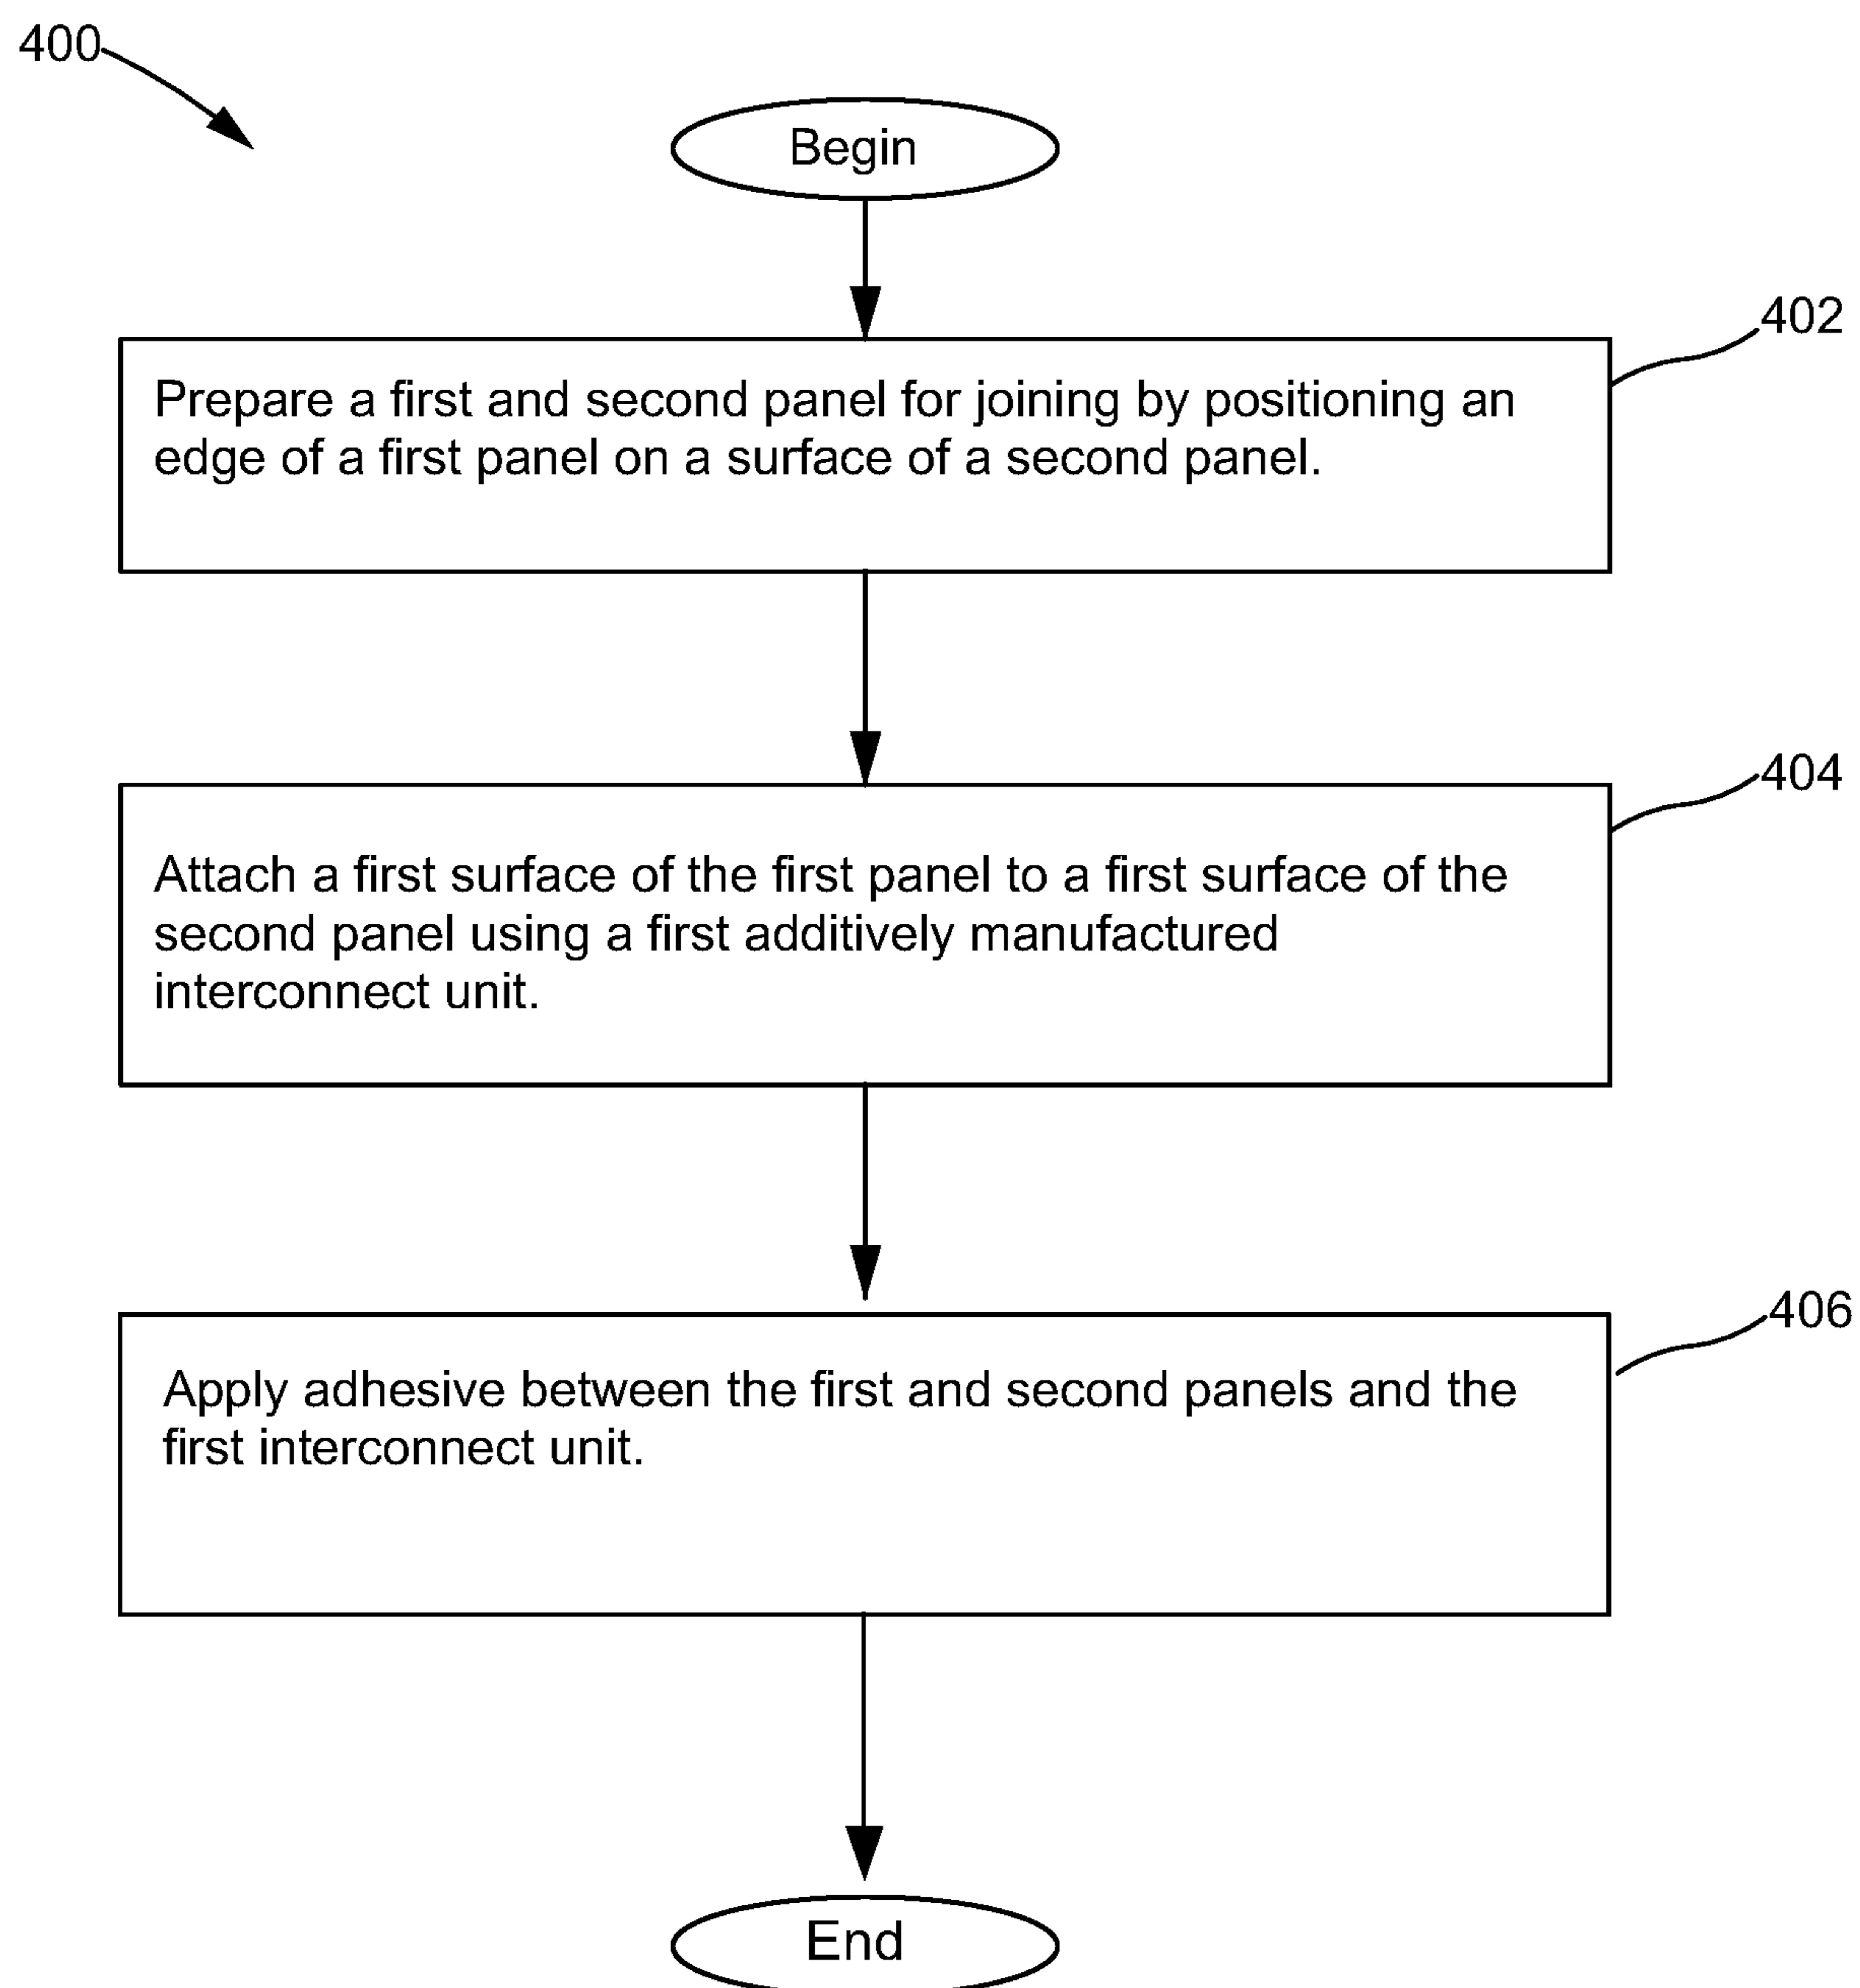 400
Begin
402
Prepare a first and second panel for joining by positioning an
edge of a first panel on a surface of a second panel.
404
Attach a first surface of the first panel to a first surface of the
second panel using a first additively manufactured
interconnect unit.
406
Apply adhesive between the first and second panels and the
first interconnect unit.
End